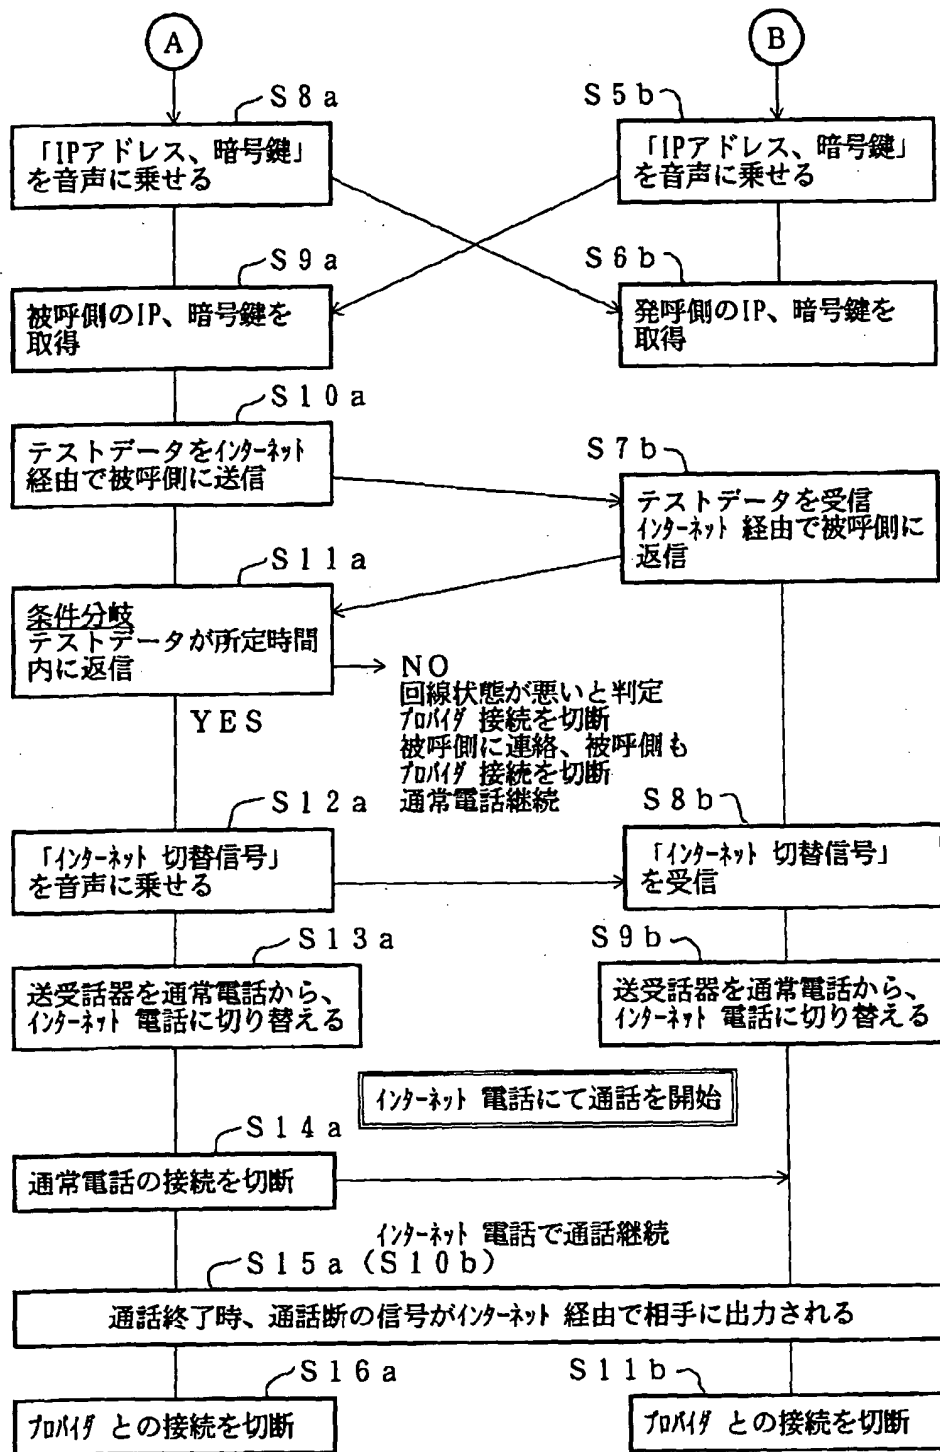 A
B
S8a
S5b
「IPアドレス、暗号鍵」
を音声に乗せる
「IPアドレス、暗号鍵」
を音声に乗せる
S9a
S6b
被呼側のIP、暗号鍵を
取得
発呼側のIP、暗号鍵を
取得
S10a
テストデータをインターネット
経由で被呼側に送信
S7b
テストデータを受信
インターネット 経由で被呼側に
返信
S11a
条件分岐
テストデータが所定時間
内に返信
NO
回線状態が悪いと判定
プロバイダ 接続を切断
被呼側に連絡、被呼側も
プロバイダ 接続を切断
通常電話継続
YES
S12a
S8b
「インターネット 切替信号」
を音声に乗せる
「インターネット 切替信号」
を受信
S13a
S9b
送受話器を通常電話から、
インターネット 電話に切り替える
送受話器を通常電話から、
インターネット 電話に切り替える
インターネット 電話にて通話を開始
S14a
通常電話の接続を切断
インターネット 電話で通話継続
S15a (S10b)
通話終了時、通話断の信号がインターネット 経由で相手に出力される
S16a
S11b
プロバイダ との接続を切断
プロバイダ との接続を切断